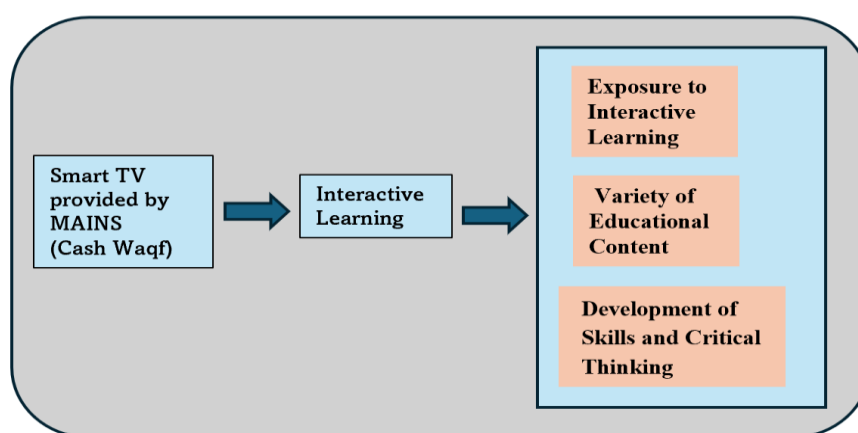 Smart TV
provided by
MAINS
(Cash Waqf)
Interactive
Learning
Exposure to
Interactive
Learning
Variety of
Educational
Content
Development of
Skills and Critical
Thinking